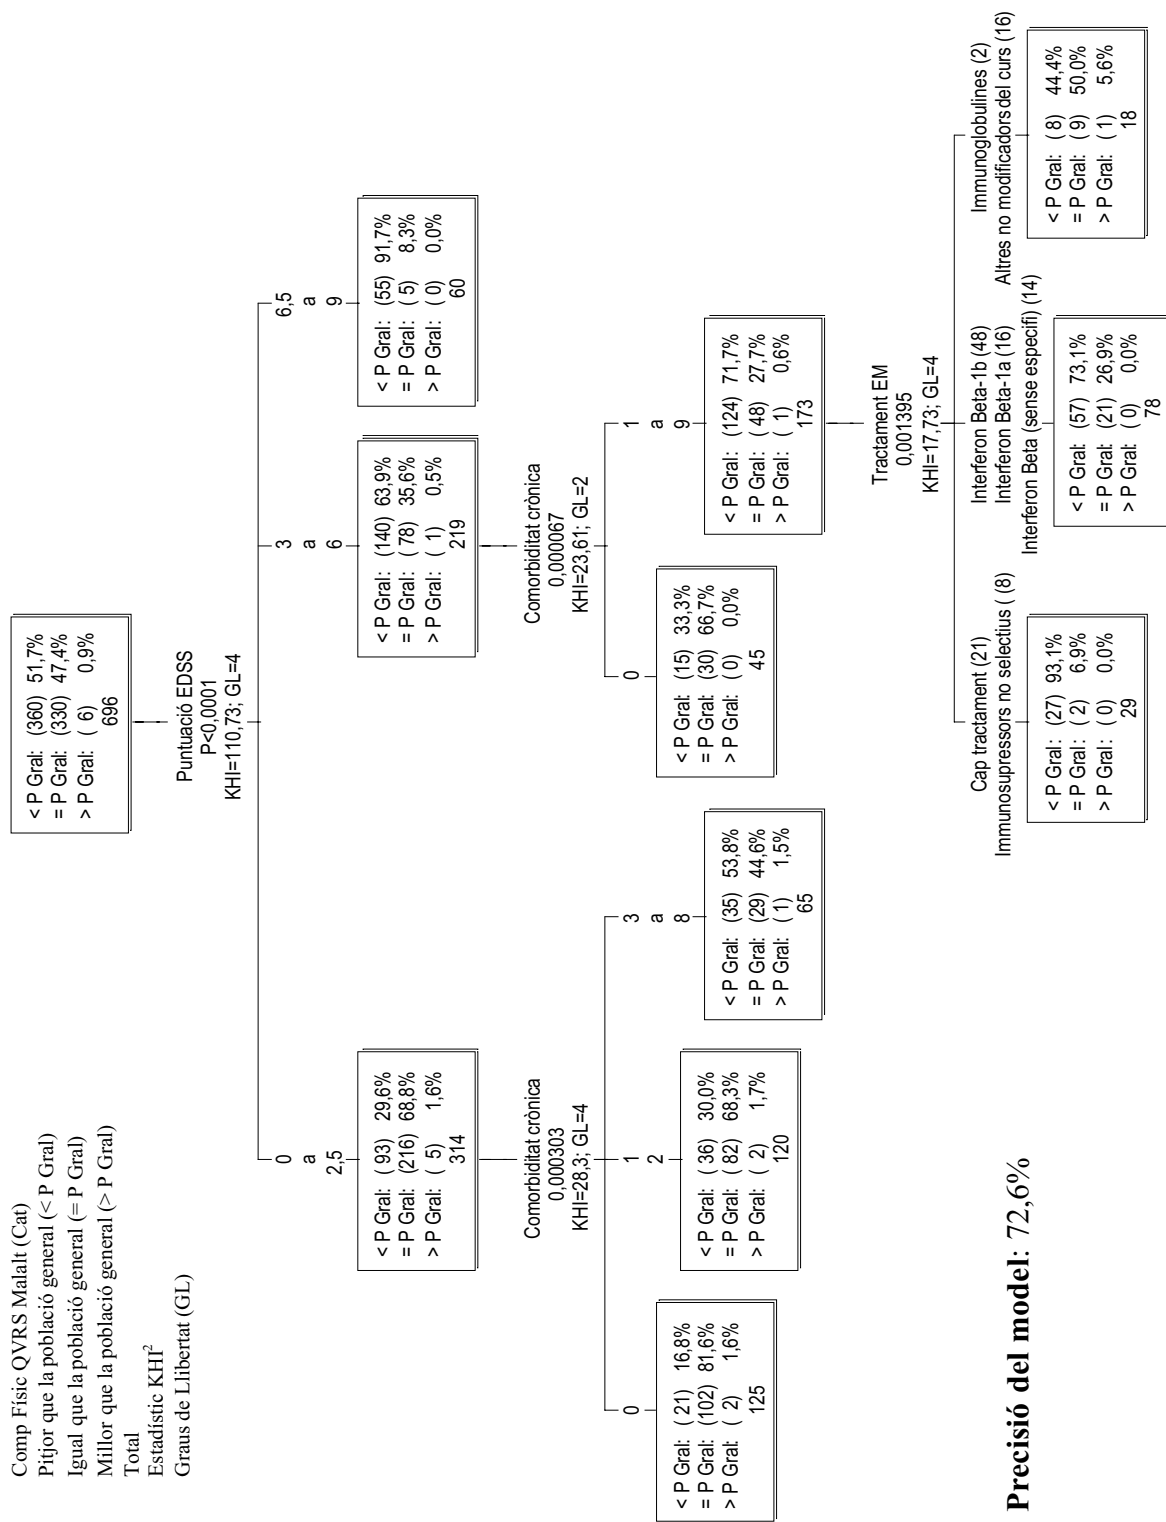 Comp Físic QVRS Malalt (Cat)
Pitjor que la població general (< P Gral)
Igual que la població general (= P Gral)
Millor que la població general (> P Gral)
Total
Estadístic KHI²
Graus de Llibertat (GL)
< P Gral: (360) 51,7%
= P Gral: (330) 47,4%
> P Gral: ( 6) 0,9%
696
Puntuació EDSS
P<0,0001
KHI=110,73; GL=4
0
a
2,5
< P Gral: ( 93) 29,6%
= P Gral: (216) 68,8%
> P Gral: ( 5) 1,6%
314
3
a
6
< P Gral: (140) 63,9%
= P Gral: ( 78) 35,6%
> P Gral: ( 1) 0,5%
219
6,5
a
9
< P Gral: (55) 91,7%
= P Gral: ( 5) 8,3%
> P Gral: ( 0) 0,0%
60
Comorbiditat crònica
0,000303
KHI=28,3; GL=4
Comorbiditat crònica
0,000067
KHI=23,61; GL=2
0
< P Gral: ( 21) 16,8%
= P Gral: (102) 81,6%
> P Gral: ( 2) 1,6%
125
1
2
< P Gral: ( 36) 30,0%
= P Gral: ( 82) 68,3%
> P Gral: ( 2) 1,7%
120
3
a
8
< P Gral: (35) 53,8%
= P Gral: (29) 44,6%
> P Gral: ( 1) 1,5%
65
0
< P Gral: (15) 33,3%
= P Gral: (30) 66,7%
> P Gral: ( 0) 0,0%
45
1
a
9
< P Gral: (124) 71,7%
= P Gral: ( 48) 27,7%
> P Gral: ( 1) 0,6%
173
Tractament EM
0,001395
KHI=17,73; GL=4
Cap tractament (21)
Immunosupressors no selectius ( (8)
< P Gral: (27) 93,1%
= P Gral: ( 2) 6,9%
> P Gral: ( 0) 0,0%
29
Interferon Beta-1b (48)
Interferon Beta-1a (16)
Interferon Beta (sense especifi) (14)
< P Gral: (57) 73,1%
= P Gral: (21) 26,9%
> P Gral: ( 0) 0,0%
78
Immunoglobulines (2)
Altres no modificadors del curs (16)
< P Gral: ( 8) 44,4%
= P Gral: ( 9) 50,0%
> P Gral: ( 1) 5,6%
18
Precisió del model: 72,6%